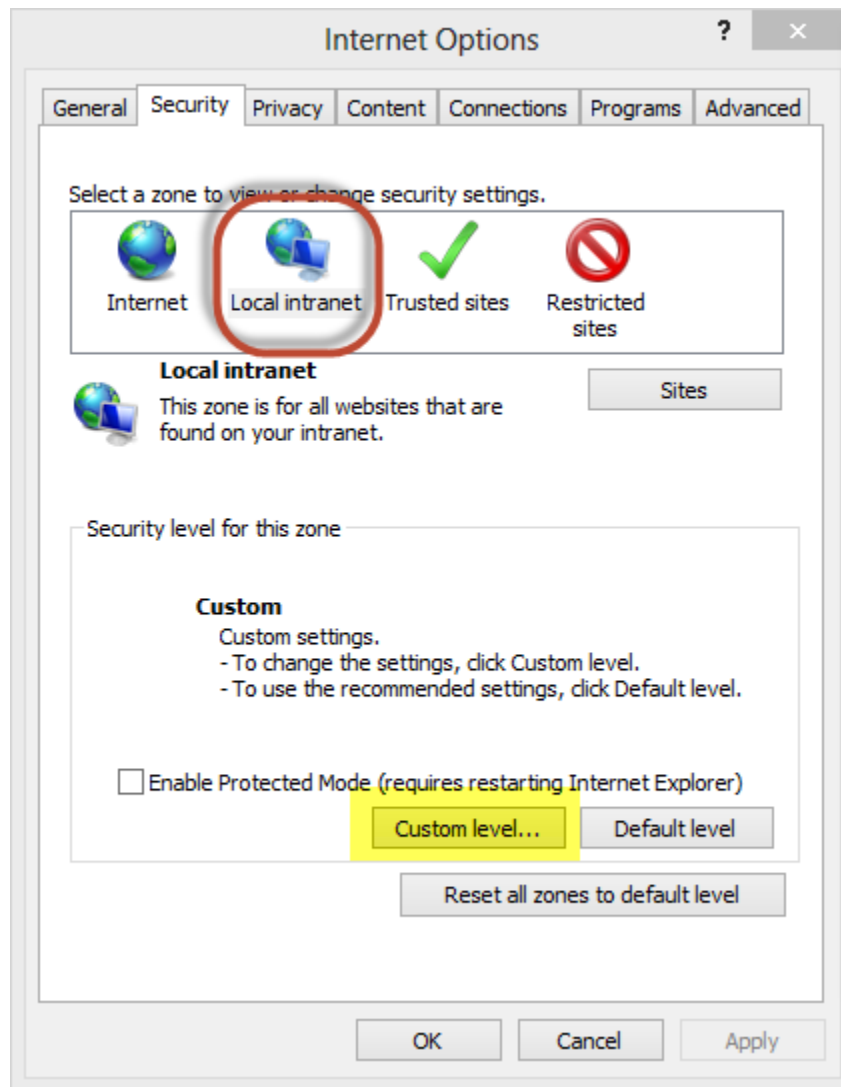 Internet Options
?
×
General Security Privacy Content Connections Programs Advanced
Select a zone to view or change security settings.
Internet Local intranet Trusted sites Restricted
sites
Local intranet
Sites
This zone is for all websites that are
found on your intranet.
Security level for this zone
Custom
Custom settings.
- To change the settings, click Custom level.
- To use the recommended settings, click Default level.
Enable Protected Mode (requires restarting Internet Explorer)
Custom level... Default level
Reset all zones to default level
OK Cancel Apply